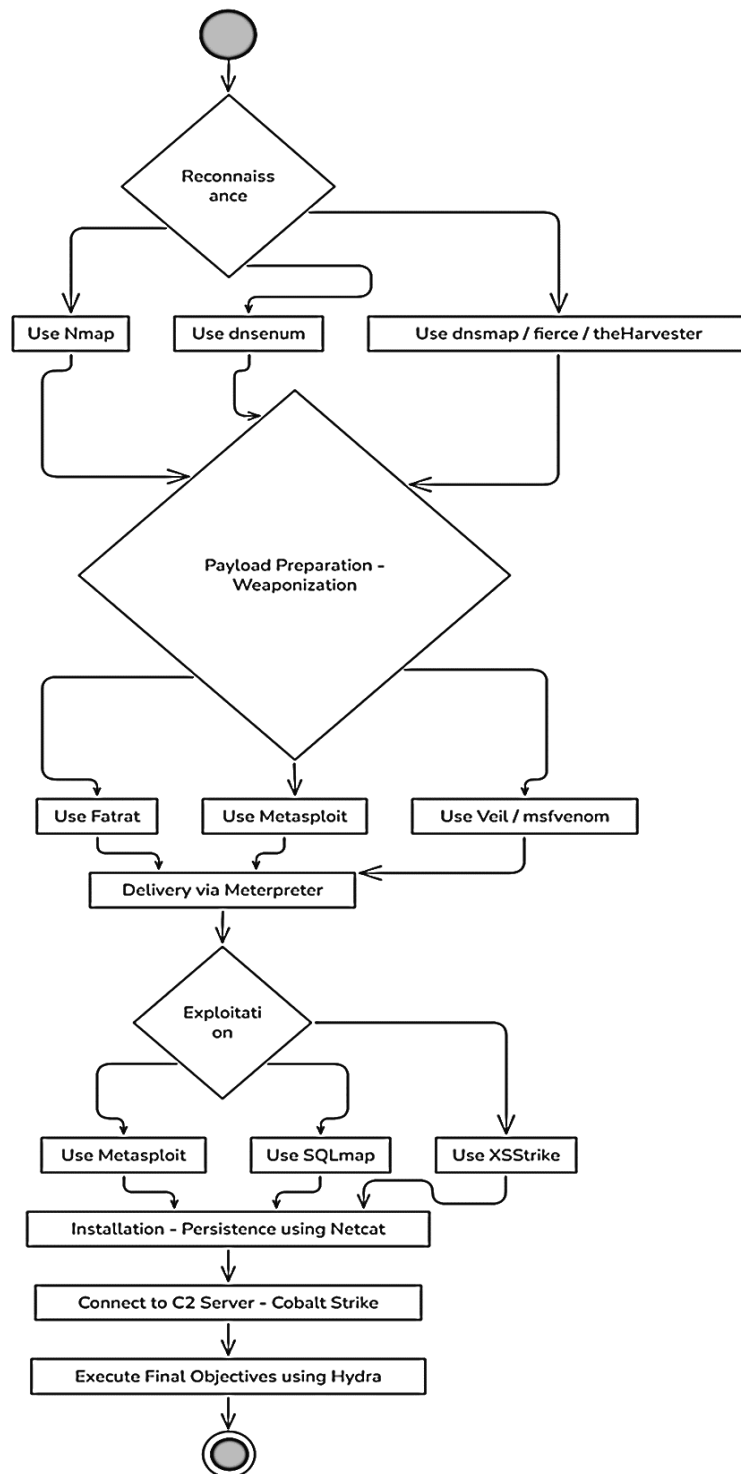 Reconnaiss
ance
Use Nmap
Use dnsenum
Use dnsmap / fierce / theHarvester
Payload Preparation -
Weaponization
Use Fatrat
Use Metasploit
Use Veil / msfvenom
Delivery via Meterpreter
Exploitati
on
Use Metasploit
Use SQLmap
Use XSStrike
Installation - Persistence using Netcat
Connect to C2 Server - Cobalt Strike
Execute Final Objectives using Hydra